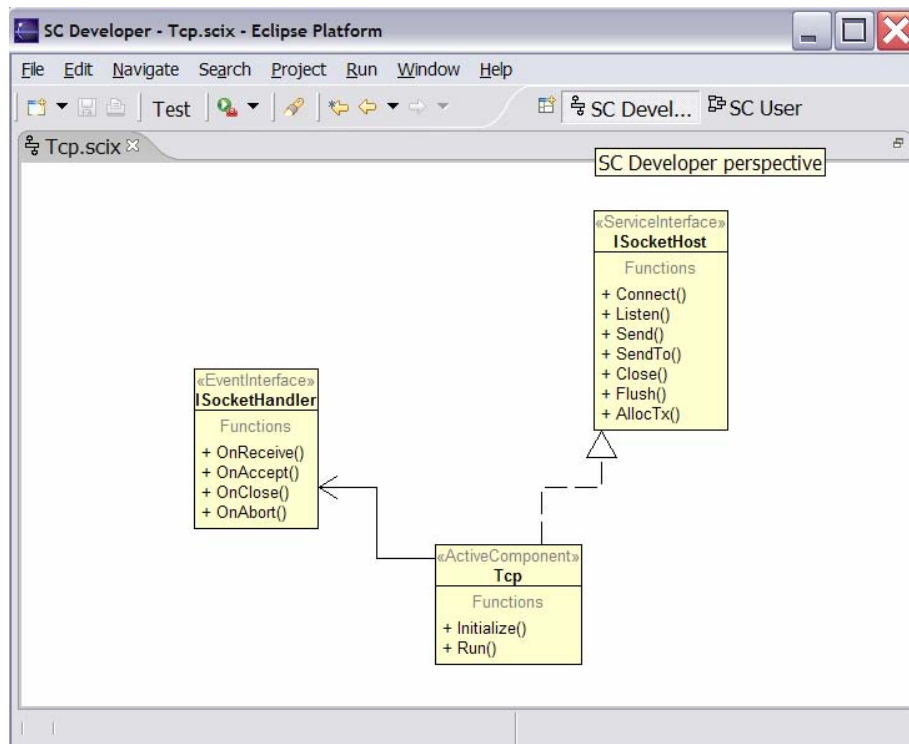 SC Developer - Tcp.scix - Eclipse Platform
File Edit Navigate Search Project Run Window Help
Test SC Devel... SC User
Tcp.scix
SC Developer perspective
«ServiceInterface»
ISocketHost
Functions
+ Connect()
+ Listen()
+ Send()
+ SendTo()
+ Close()
+ Flush()
+ AllocTx()
«EventInterface»
ISocketHandler
Functions
+ OnReceive()
+ OnAccept()
+ OnClose()
+ OnAbort()
«ActiveComponent»
Tcp
Functions
+ Initialize()
+ Run()